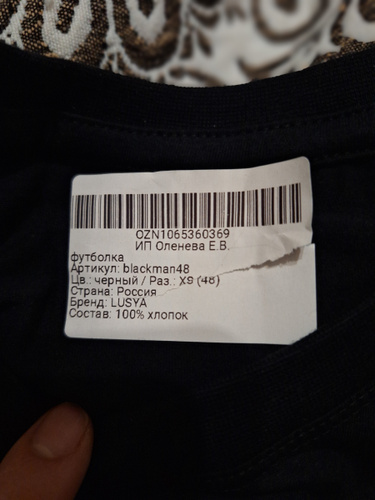 OZN1065360369
ИП Оленева Е.В.
футболка
Артикул: blackman48
Цв.: черный / Раз.: XS (48)
Страна: Россия
Бренд: LUSYA
Состав: 100% хлопок